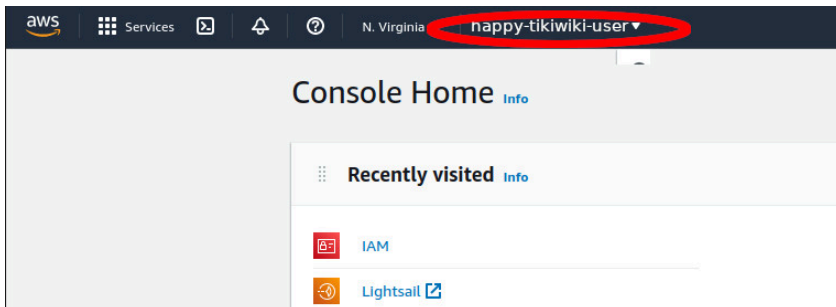 aws Services N. Virginia happy-tikiwiki-user
Console Home Info
Recently visited Info
IAM
Lightsail